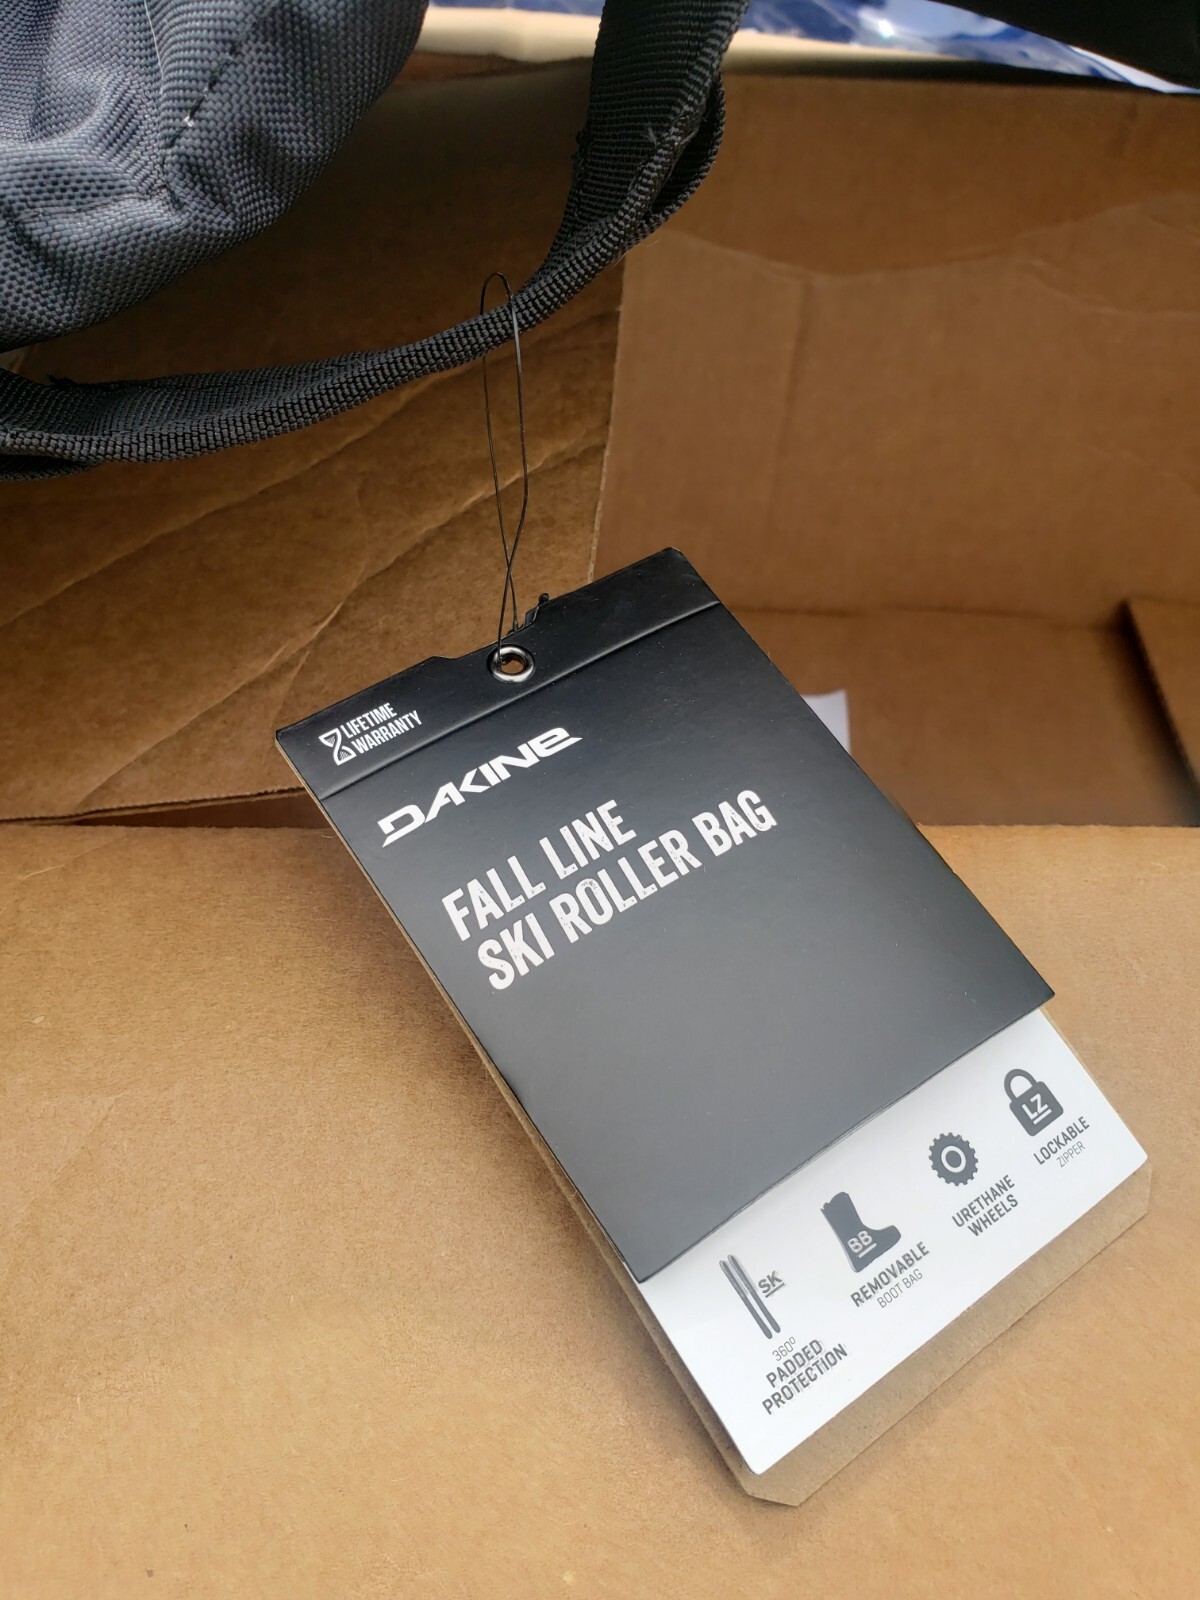 LIFETIME
WARRANTY
DAKINE
FALL LINE
SKI ROLLER BAG
SK
360°
PADDED
PROTECTION
BB
REMOVABLE
BOOT BAG
URETHANE
WHEELS
LZ
LOCKABLE
ZIPPER